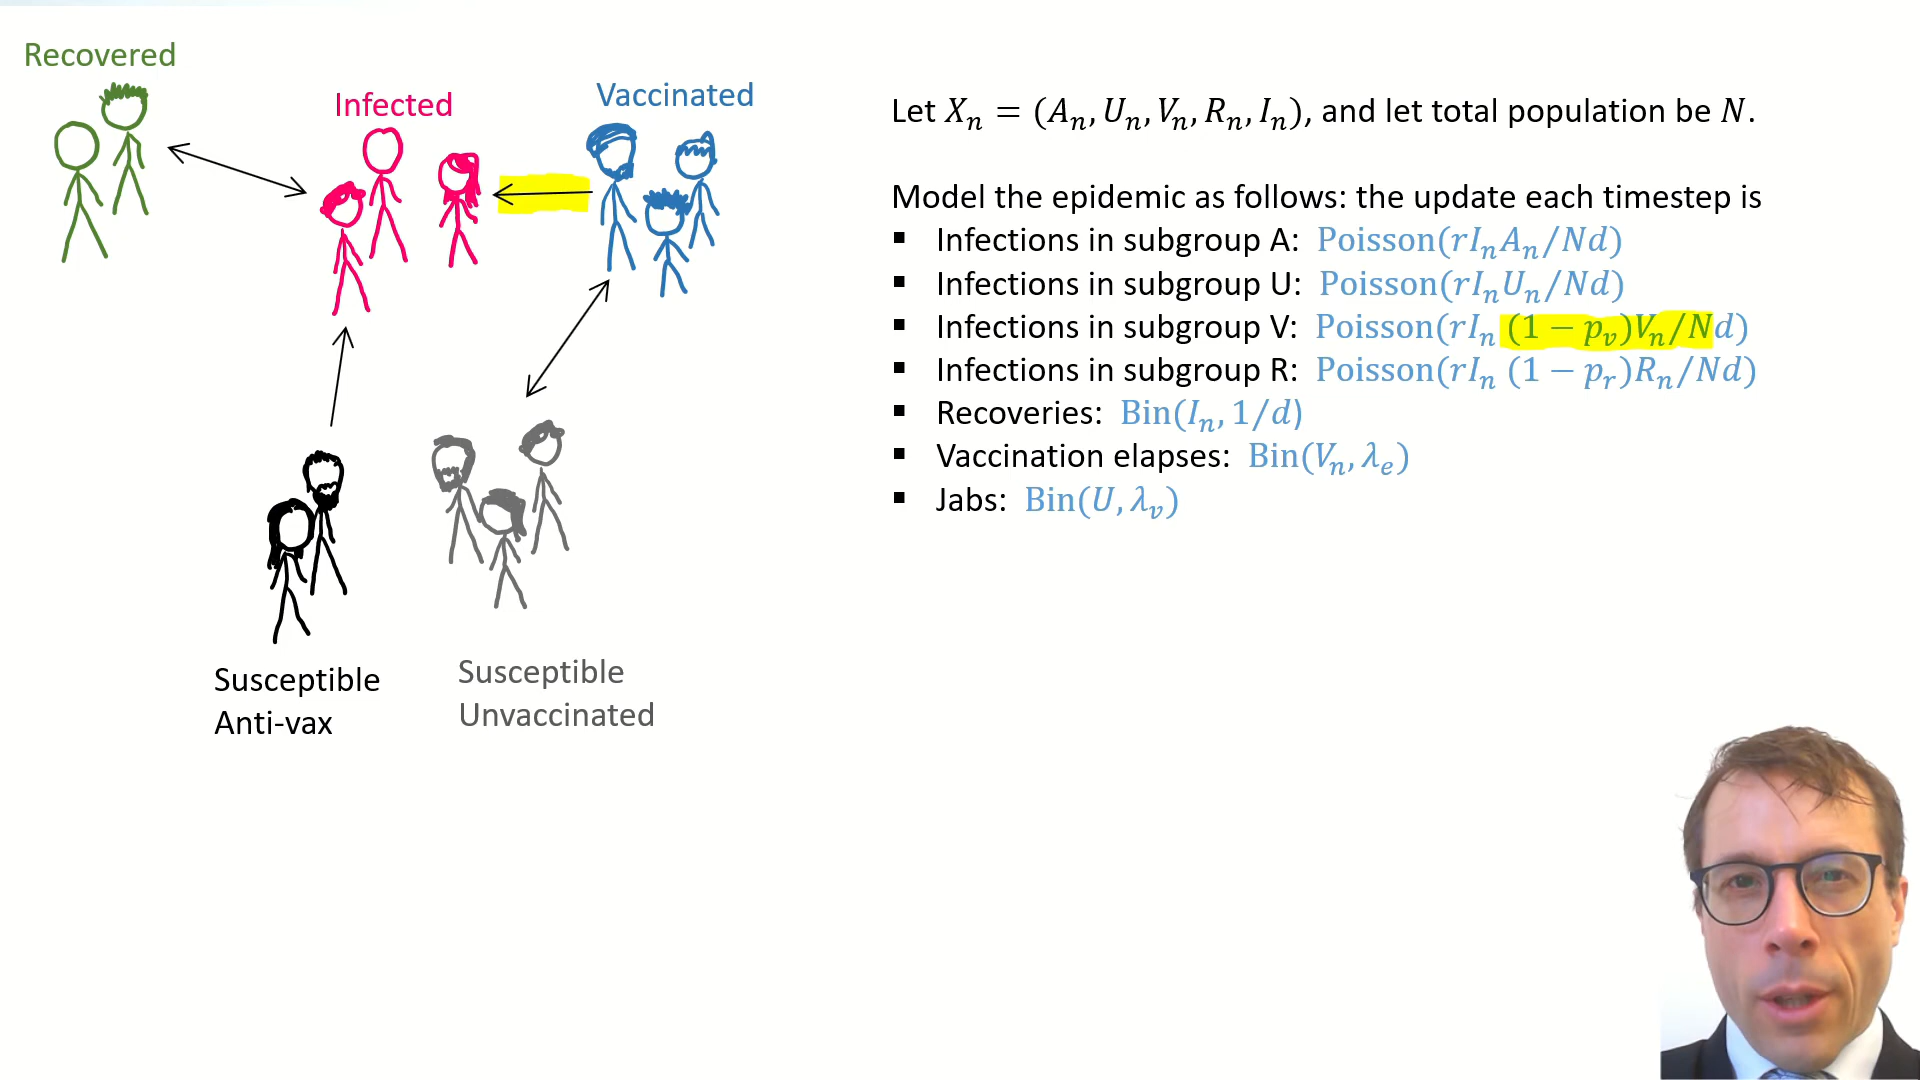 Recovered
Infected
Vaccinated
Susceptible
Anti-vax
Susceptible
Unvaccinated
Let Xₙ = (Aₙ, Uₙ, Vₙ, Rₙ, Iₙ), and let total population be N.
Model the epidemic as follows: the update each timestep is
▪ Infections in subgroup A: Poisson(rIₙAₙ/Nd)
▪ Infections in subgroup U: Poisson(rIₙUₙ/Nd)
▪ Infections in subgroup V: Poisson(rIₙ (1 − pᵥ)Vₙ/Nd)
▪ Infections in subgroup R: Poisson(rIₙ (1 − pᵣ)Rₙ/Nd)
▪ Recoveries: Bin(Iₙ, 1/d)
▪ Vaccination elapses: Bin(Vₙ, λₑ)
▪ Jabs: Bin(U, λᵥ)